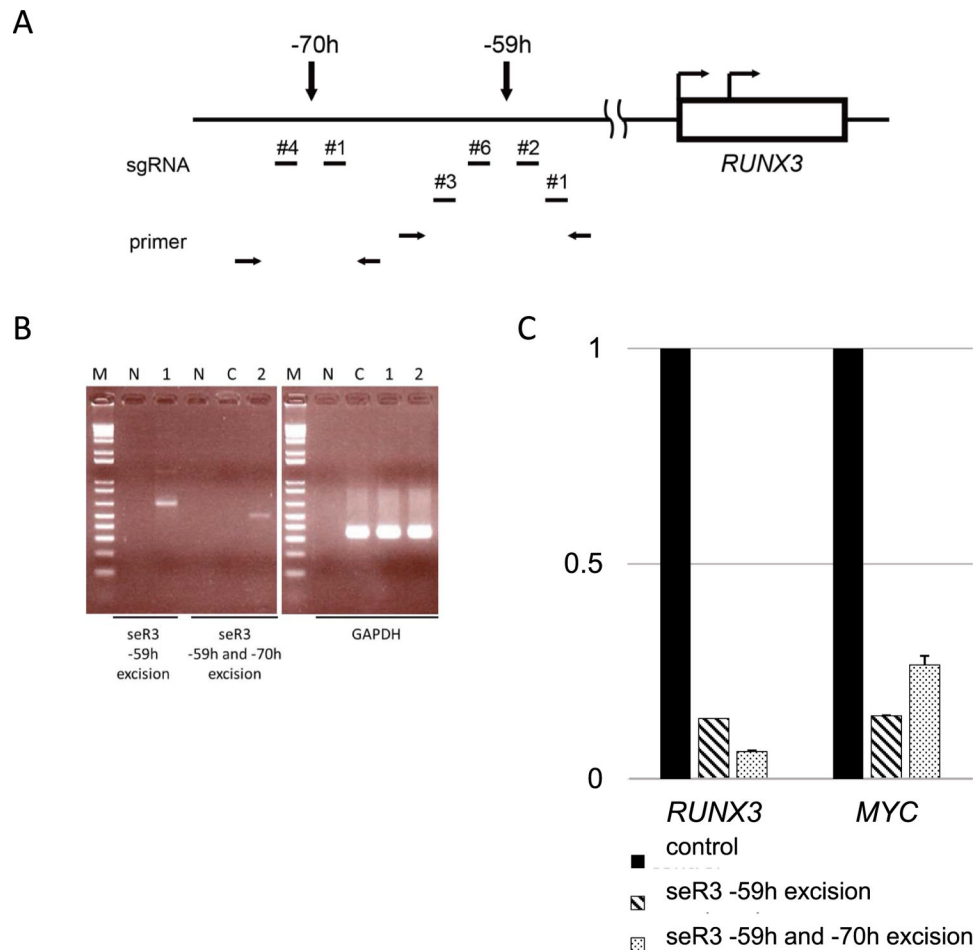 A
-70h -59h
RUNX3
sgRNA #4 #1 #6 #2
#3 #1
primer
B
M N 1 N C 2 M N C 1 2
seR3
-59h
excision
seR3
-59h and -70h
excision
GAPDH
C
1
0.5
0
RUNX3 MYC
control
seR3 -59h excision
seR3 -59h and -70h excision